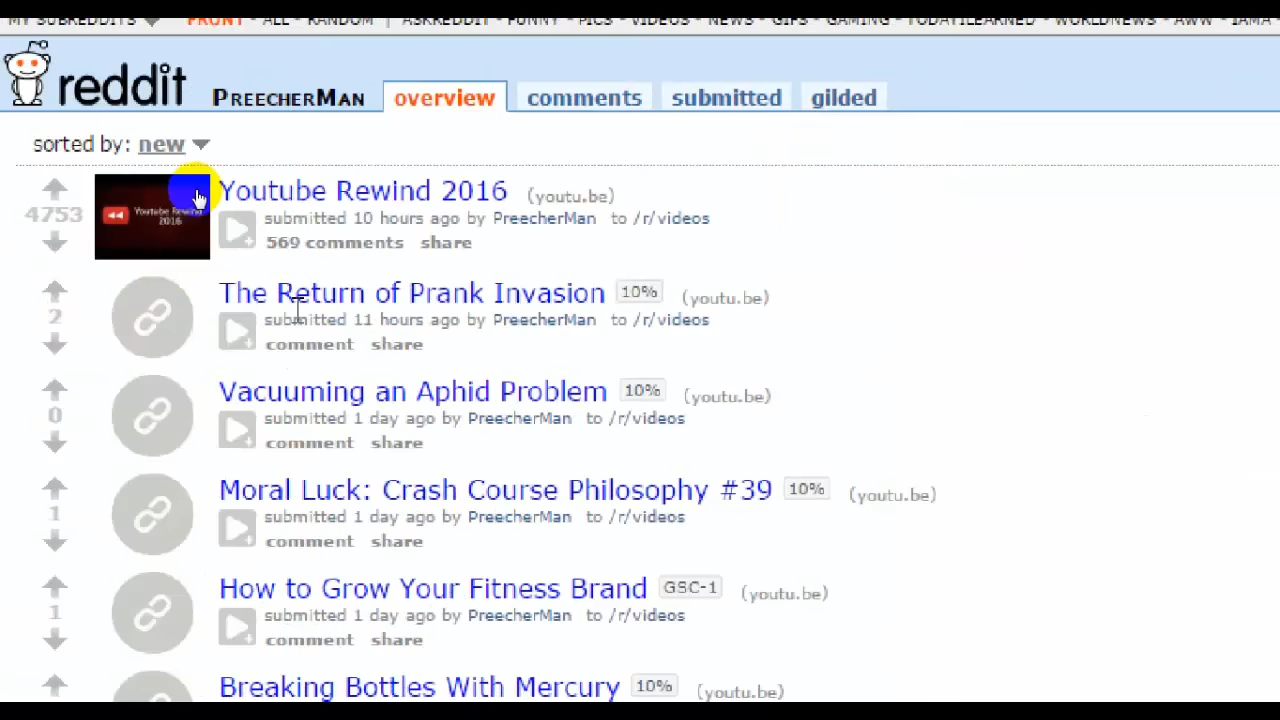 MY SUBREDDITS FRONT - ALL - RANDOM | ASKREDDIT - FUNNY - PICS - VIDEOS - NEWS - GIFS - GAMING - TODAYILEARNED - WORLDNEWS - AWW - IAMA
reddit PREECHERMAN overview comments submitted gilded
sorted by: new
Youtube Rewind 2016 (youtu.be)
4753 Youtube Rewind 2016 submitted 10 hours ago by PreecherMan to /r/videos
569 comments share
The Return of Prank Invasion 10% (youtu.be)
2 submitted 11 hours ago by PreecherMan to /r/videos
comment share
Vacuuming an Aphid Problem 10% (youtu.be)
0 submitted 1 day ago by PreecherMan to /r/videos
comment share
Moral Luck: Crash Course Philosophy #39 10% (youtu.be)
1 submitted 1 day ago by PreecherMan to /r/videos
comment share
How to Grow Your Fitness Brand GSC-1 (youtu.be)
1 submitted 1 day ago by PreecherMan to /r/videos
comment share
Breaking Bottles With Mercury 10% (youtu.be)